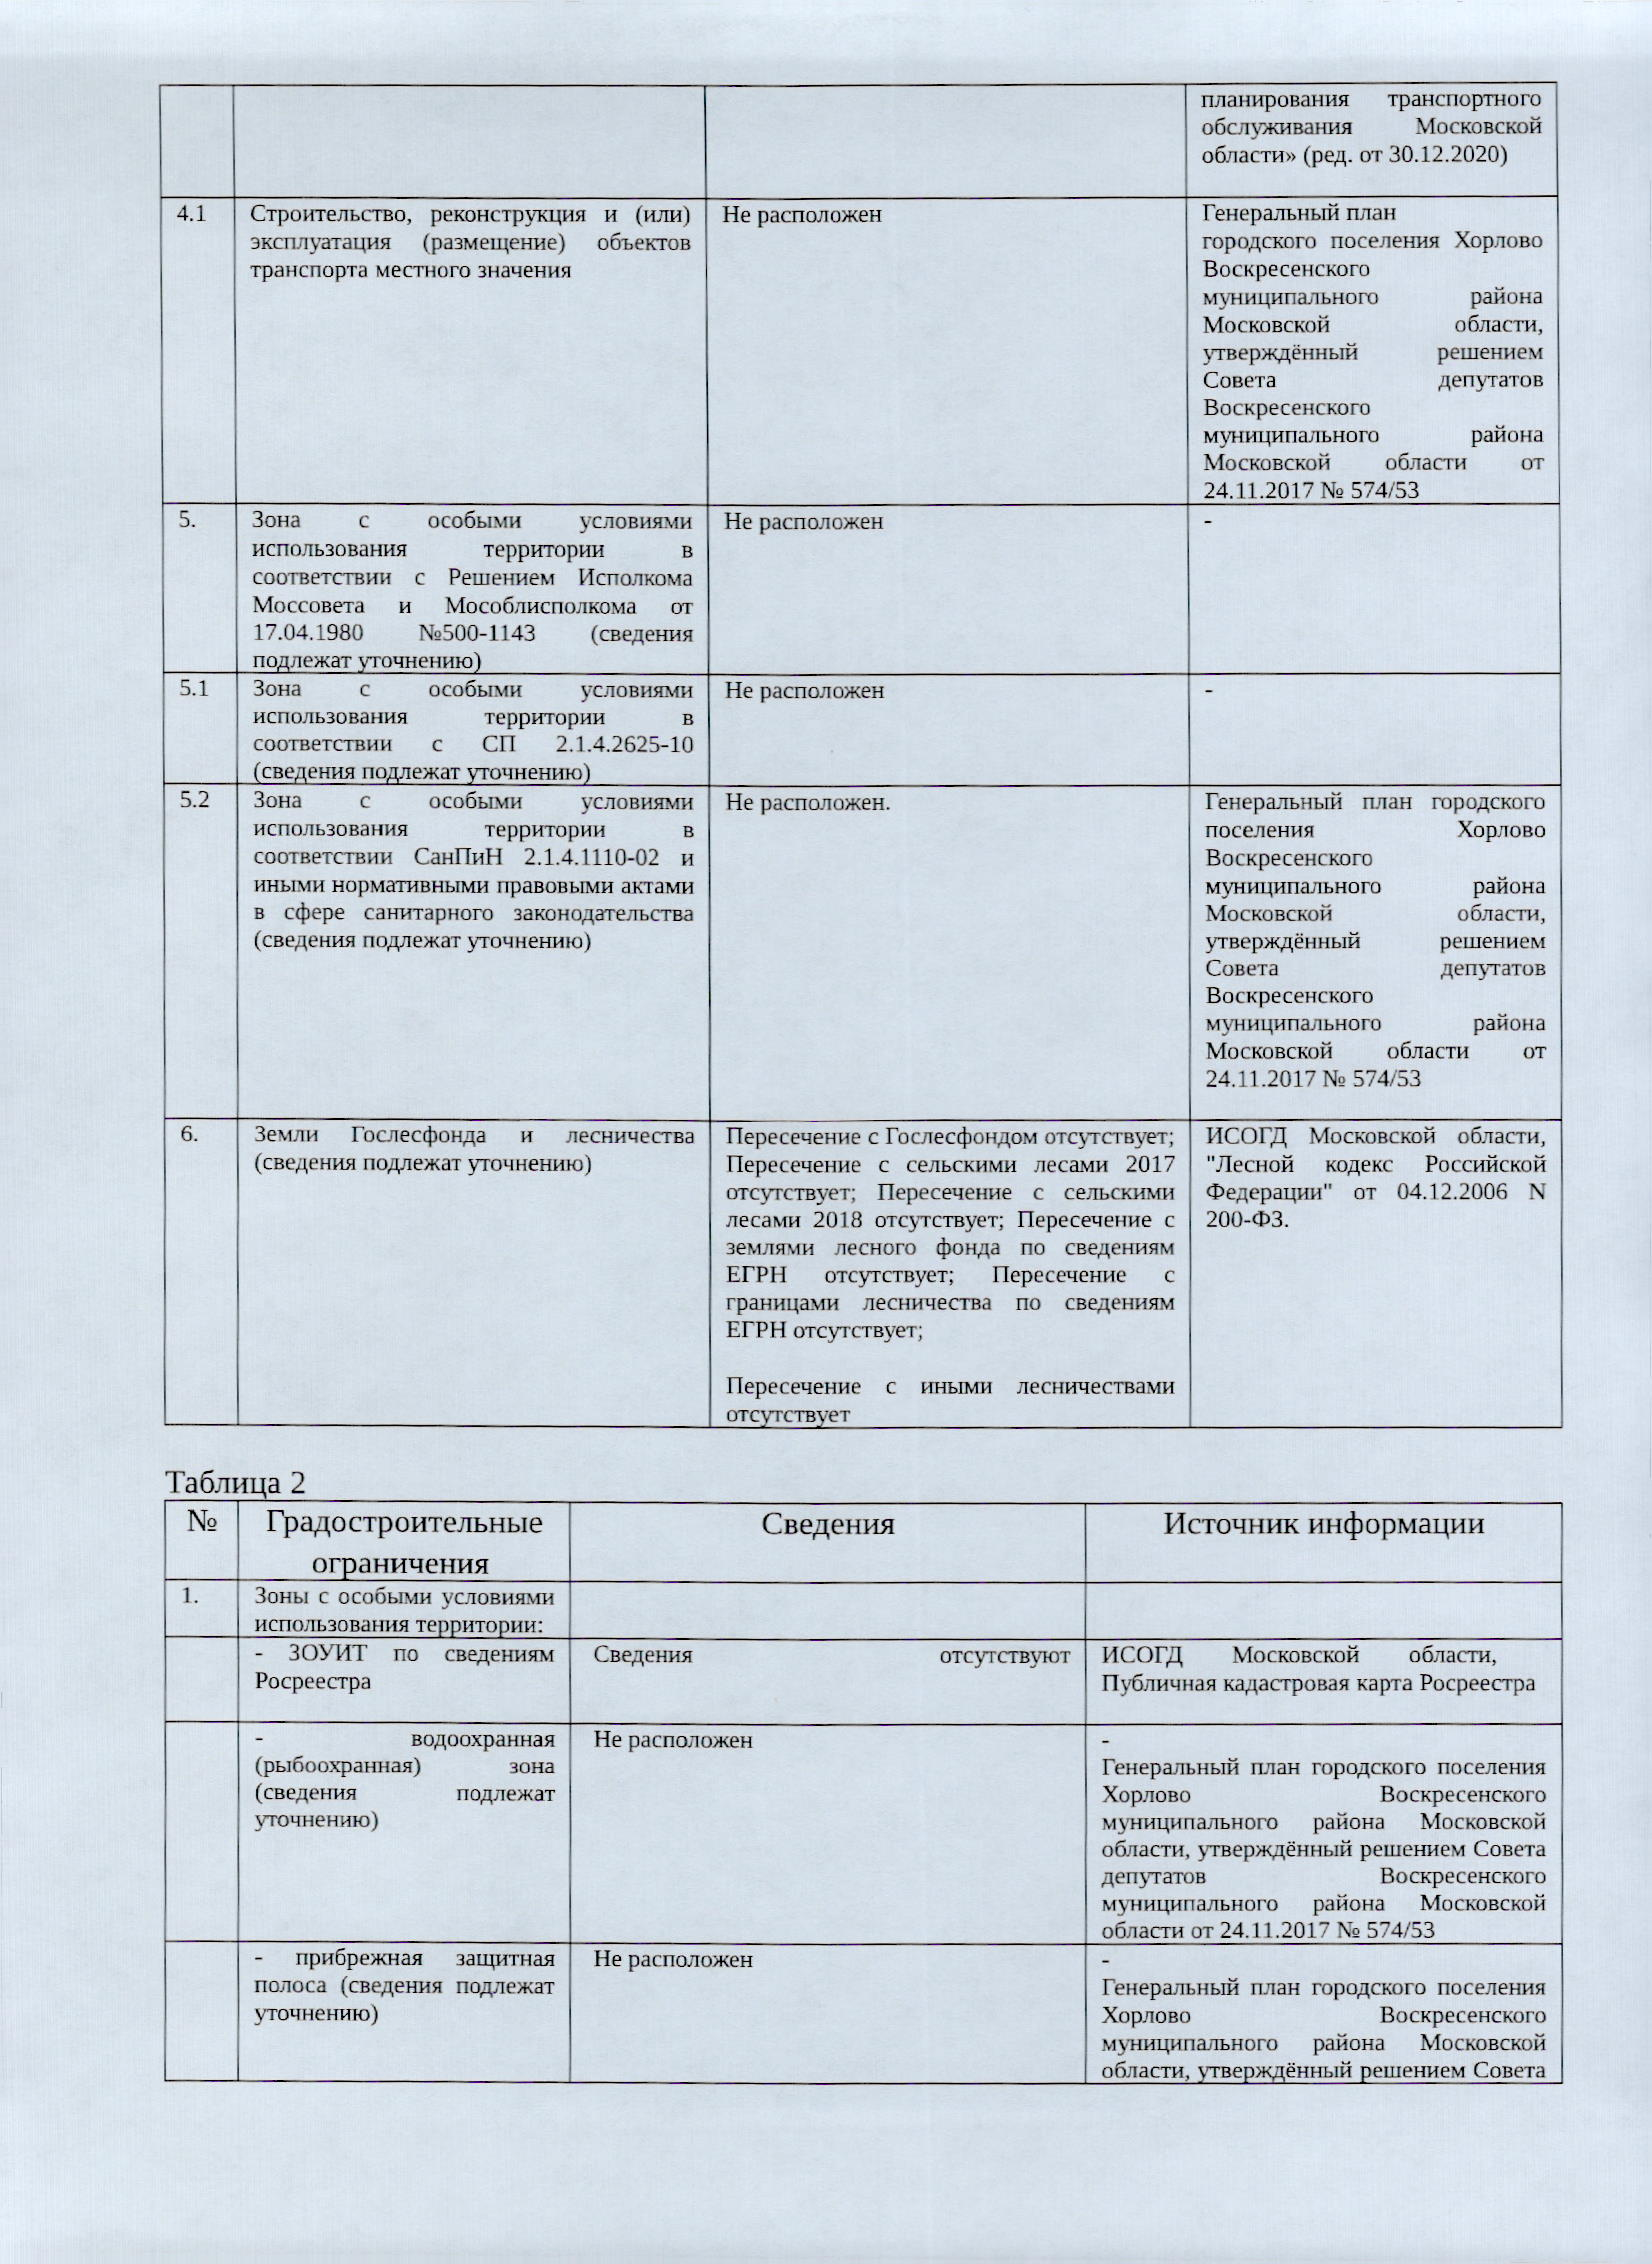 планирования транспортного
обслуживания Московской
области» (ред. от 30.12.2020)
4.1
Строительство, реконструкция и (или)
эксплуатация (размещение) объектов
транспорта местного значения
Не расположен
Генеральный план
городского поселения Хорлово
Воскресенского
муниципального района
Московской области,
утверждённый решением
Совета депутатов
Воскресенского
муниципального района
Московской области от
24.11.2017 № 574/53
5.
Зона с особыми условиями
использования территории в
соответствии с Решением Исполкома
Моссовета и Мособлисполкома от
17.04.1980 №500-1143 (сведения
подлежат уточнению)
Не расположен
-
5.1
Зона с особыми условиями
использования территории в
соответствии с СП 2.1.4.2625-10
(сведения подлежат уточнению)
Не расположен
-
5.2
Зона с особыми условиями
использования территории в
соответствии СанПиН 2.1.4.1110-02 и
иными нормативными правовыми актами
в сфере санитарного законодательства
(сведения подлежат уточнению)
Не расположен.
Генеральный план городского
поселения Хорлово
Воскресенского
муниципального района
Московской области,
утверждённый решением
Совета депутатов
Воскресенского
муниципального района
Московской области от
24.11.2017 № 574/53
6.
Земли Гослесфонда и лесничества
(сведения подлежат уточнению)
Пересечение с Гослесфондом отсутствует;
Пересечение с сельскими лесами 2017
отсутствует; Пересечение с сельскими
лесами 2018 отсутствует; Пересечение с
землями лесного фонда по сведениям
ЕГРН отсутствует; Пересечение с
границами лесничества по сведениям
ЕГРН отсутствует;
Пересечение с иными лесничествами
отсутствует
ИСОГД Московской области,
"Лесной кодекс Российской
Федерации" от 04.12.2006 N
200-ФЗ.
Таблица 2
№
Градостроительные
ограничения
Сведения
Источник информации
1.
Зоны с особыми условиями
использования территории:
- ЗОУИТ по сведениям
Росреестра
Сведения отсутствуют
ИСОГД Московской области,
Публичная кадастровая карта Росреестра
- водоохранная
(рыбоохранная) зона
(сведения подлежат
уточнению)
Не расположен
-
Генеральный план городского поселения
Хорлово Воскресенского
муниципального района Московской
области, утверждённый решением Совета
депутатов Воскресенского
муниципального района Московской
области от 24.11.2017 № 574/53
- прибрежная защитная
полоса (сведения подлежат
уточнению)
Не расположен
-
Генеральный план городского поселения
Хорлово Воскресенского
муниципального района Московской
области, утверждённый решением Совета